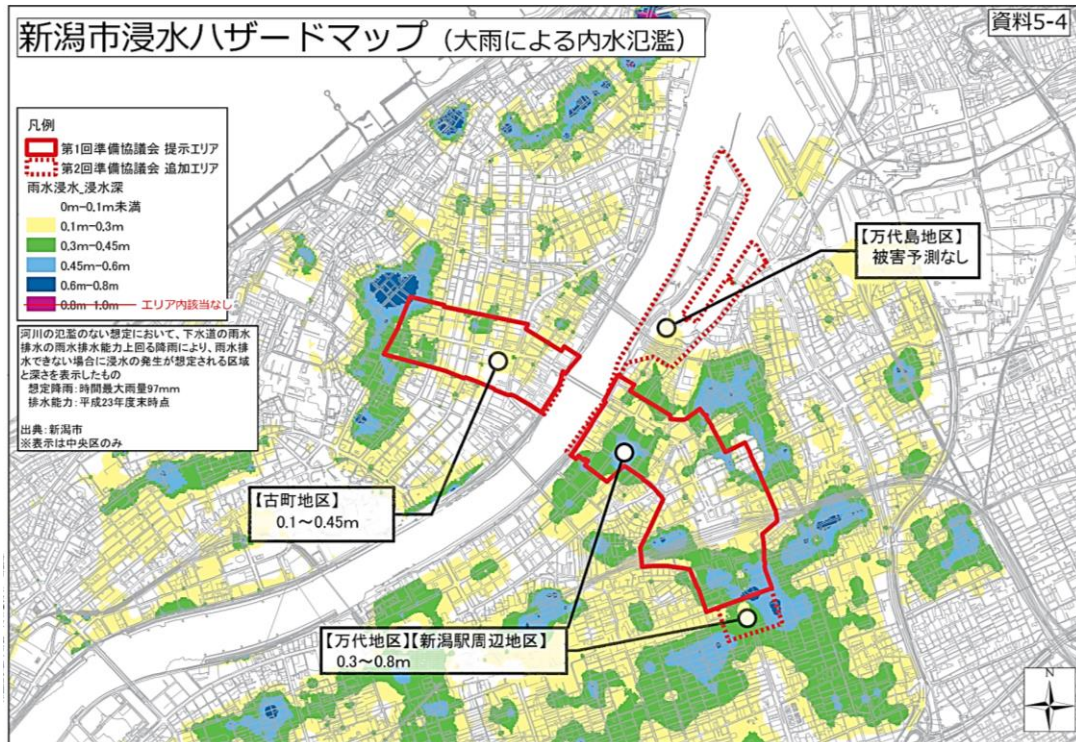 新潟市浸水ハザードマップ（大雨による内水氾濫）
資料5-4
凡例
第1回準備協議会 提示エリア
第2回準備協議会 追加エリア
雨水浸水_浸水深
0m-0.1m未満
0.1m-0.3m
0.3m-0.45m
0.45m-0.6m
0.6m-0.8m
0.8m-1.0m エリア内該当なし
河川の氾濫のない想定において、下水道の雨水
排水の雨水排水能力上回る降雨により、雨水排
水できない場合に浸水の発生が想定される区域
と深さを表示したもの
想定降雨：時間最大雨量97mm
排水能力：平成23年度末時点
出典：新潟市
※表示は中央区のみ
【万代島地区】
被害予測なし
【古町地区】
0.1～0.45m
【万代地区】【新潟駅周辺地区】
0.3～0.8m
N